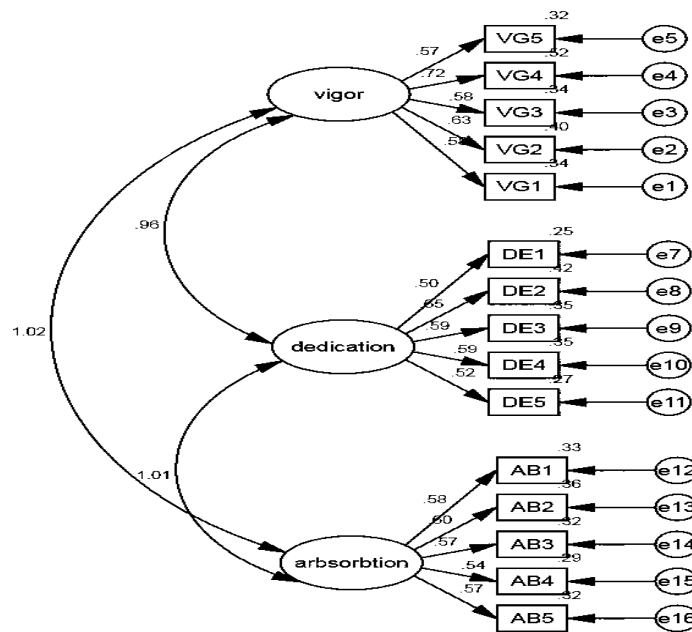 .32
.57 VG5 e5
.52
.72 VG4 e4
.34
vigor .58 VG3 e3
.40
.63 VG2 e2
.34
.58 VG1 e1
.96
.25
.50 DE1 e7
.42
.65 DE2 e8
.35
1.02 dedication .59 DE3 e9
.35
.59 DE4 e10
.27
.52 DE5 e11
1.01
.33
.58 AB1 e12
.36
.60 AB2 e13
.32
.57 AB3 e14
.29
arbsorbtion .54 AB4 e15
.32
.57 AB5 e16